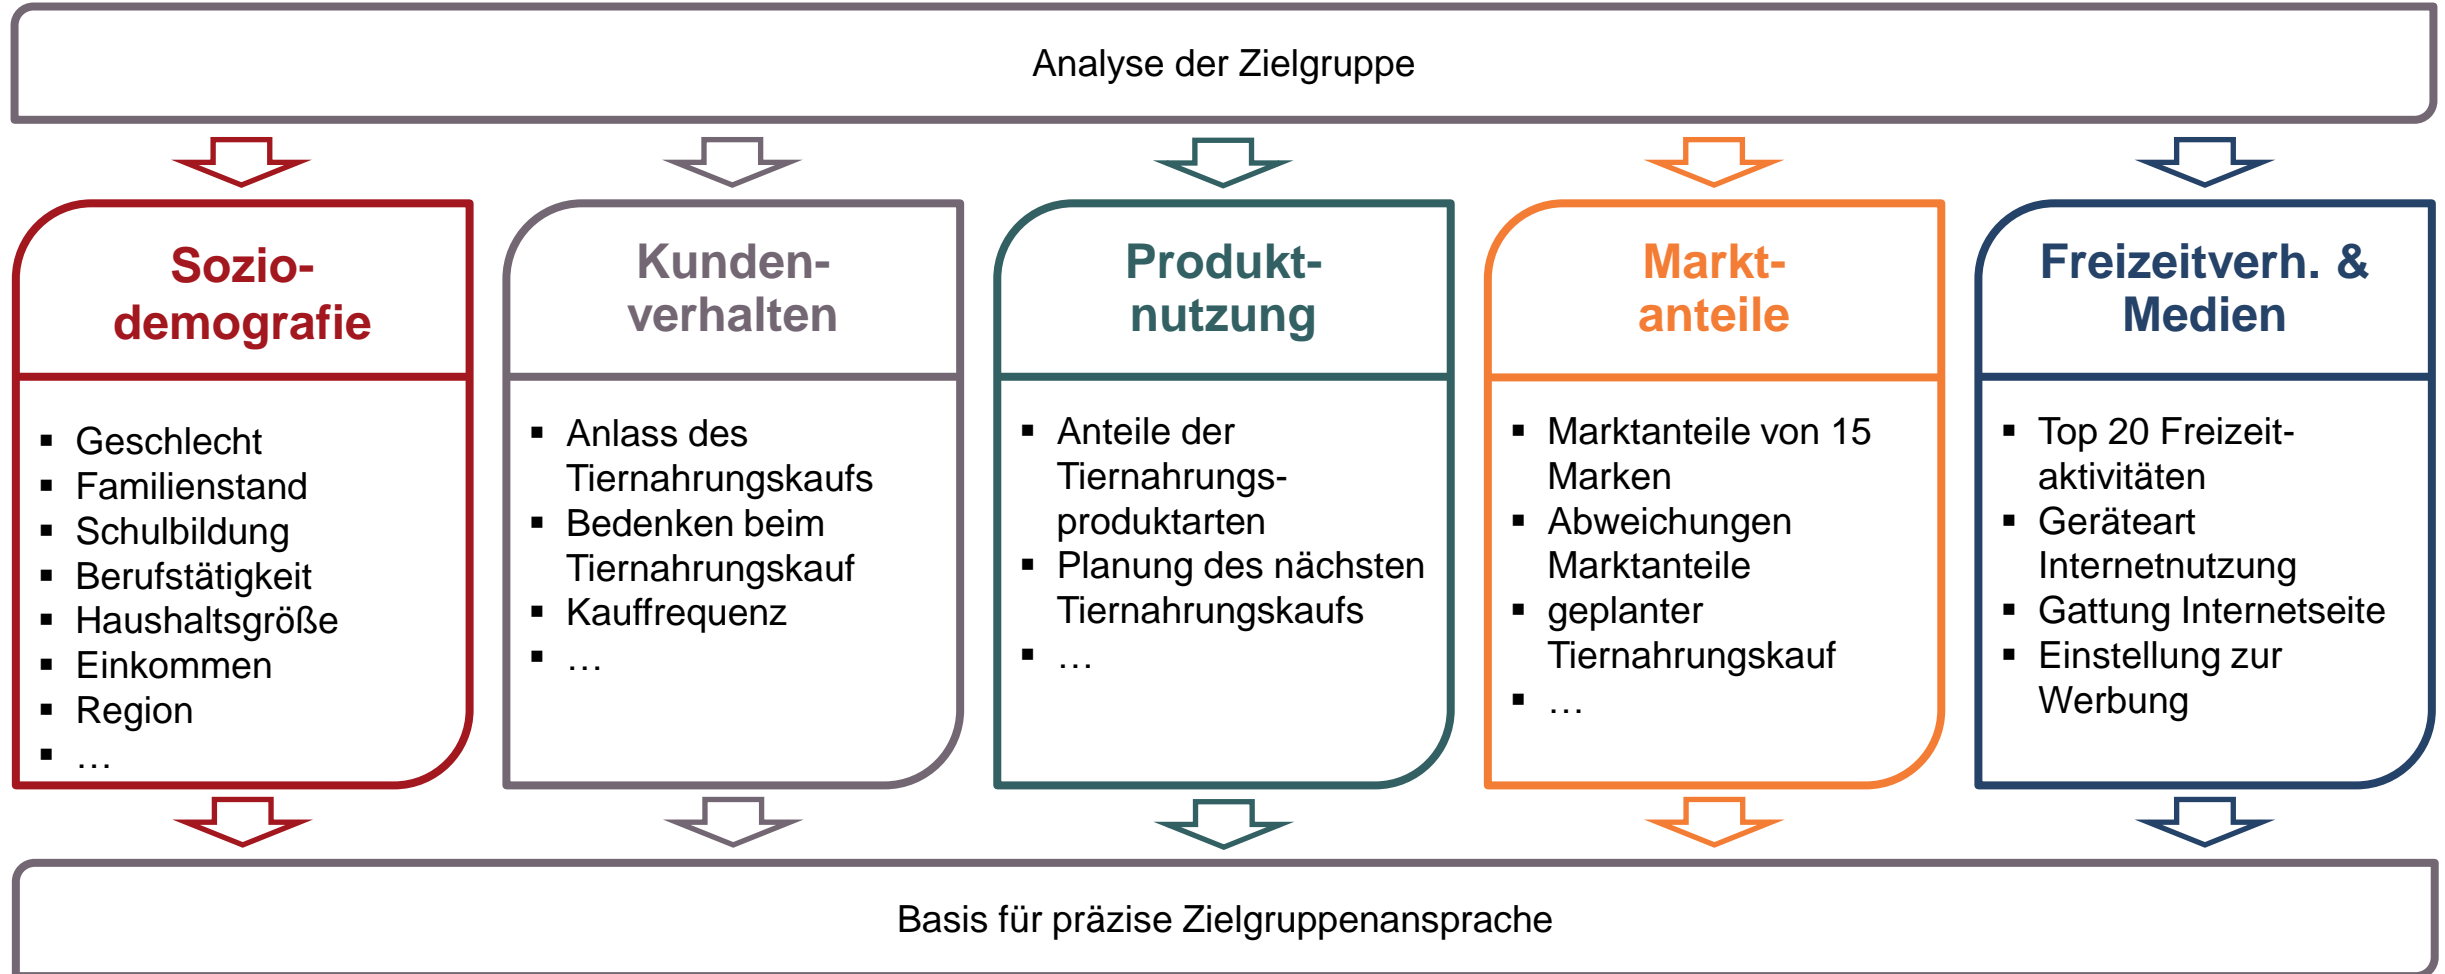 Analyse der Zielgruppe
Sozio-
demografie
▪ Geschlecht
▪ Familienstand
▪ Schulbildung
▪ Berufstätigkeit
▪ Haushaltsgröße
▪ Einkommen
▪ Region
▪ …
Kunden-
verhalten
▪ Anlass des
Tiernahrungskaufs
▪ Bedenken beim
Tiernahrungskauf
▪ Kauffrequenz
▪ …
Produkt-
nutzung
▪ Anteile der
Tiernahrungs-
produktarten
▪ Planung des nächsten
Tiernahrungskaufs
▪ …
Markt-
anteile
▪ Marktanteile von 15
Marken
▪ Abweichungen
Marktanteile
▪ geplanter
Tiernahrungskauf
▪ …
Freizeitverh. &
Medien
▪ Top 20 Freizeit-
aktivitäten
▪ Geräteart
Internetnutzung
▪ Gattung Internetseite
▪ Einstellung zur
Werbung
Basis für präzise Zielgruppenansprache